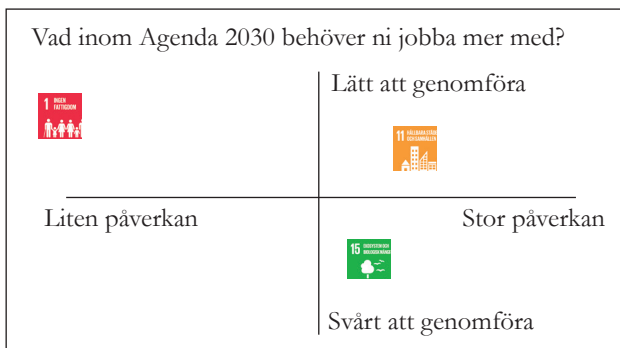 Vad inom Agenda 2030 behöver ni jobba mer med?
Lätt att genomföra
1 INGEN
FATTIGDOM
11 HÅLLBARA STÄDER
OCH SAMHÄLLEN
Liten påverkan
Stor påverkan
15 EKOSYSTEM OCH
BIOLOGISK MÅNGFALD
Svårt att genomföra